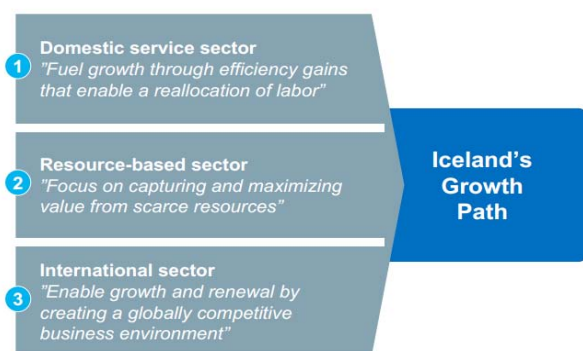 1
Domestic service sector
"Fuel growth through efficiency gains
that enable a reallocation of labor"
2
Resource-based sector
"Focus on capturing and maximizing
value from scarce resources"
3
International sector
"Enable growth and renewal by
creating a globally competitive
business environment"
Iceland's
Growth
Path